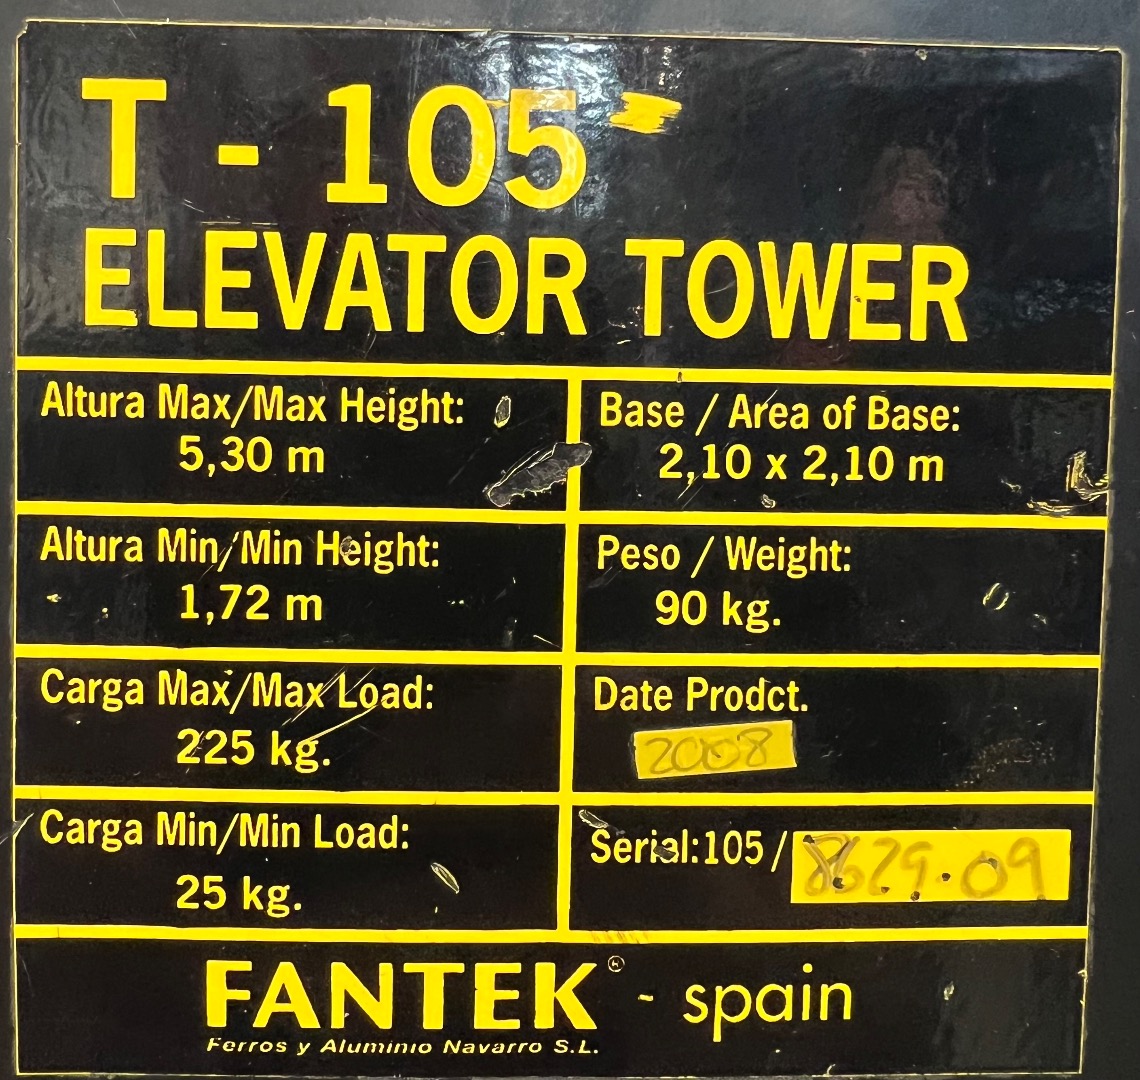 T - 105
ELEVATOR TOWER
Altura Max/Max Height:
5,30 m
Base / Area of Base:
2,10 x 2,10 m
Altura Min/Min Height:
1,72 m
Peso / Weight:
90 kg.
Carga Max/Max Load:
225 kg.
Date Prodct.
2008
Carga Min/Min Load:
25 kg.
Serial:105 / 8629.09
FANTEK® - spain
Ferros y Aluminio Navarro S.L.